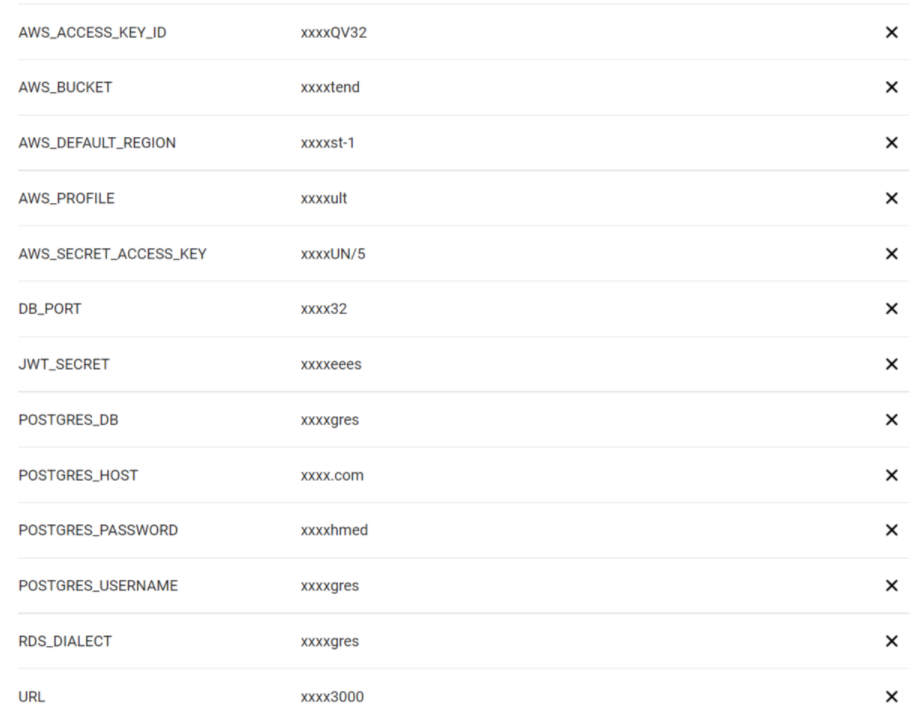 AWS_ACCESS_KEY_ID xxxxQV32
AWS_BUCKET xxxxtend
AWS_DEFAULT_REGION xxxxst-1
AWS_PROFILE xxxxult
AWS_SECRET_ACCESS_KEY xxxxUN/5
DB_PORT xxxx32
JWT_SECRET xxxxeees
POSTGRES_DB xxxxgres
POSTGRES_HOST xxxx.com
POSTGRES_PASSWORD xxxxhmed
POSTGRES_USERNAME xxxxgres
RDS_DIALECT xxxxgres
URL xxxx3000